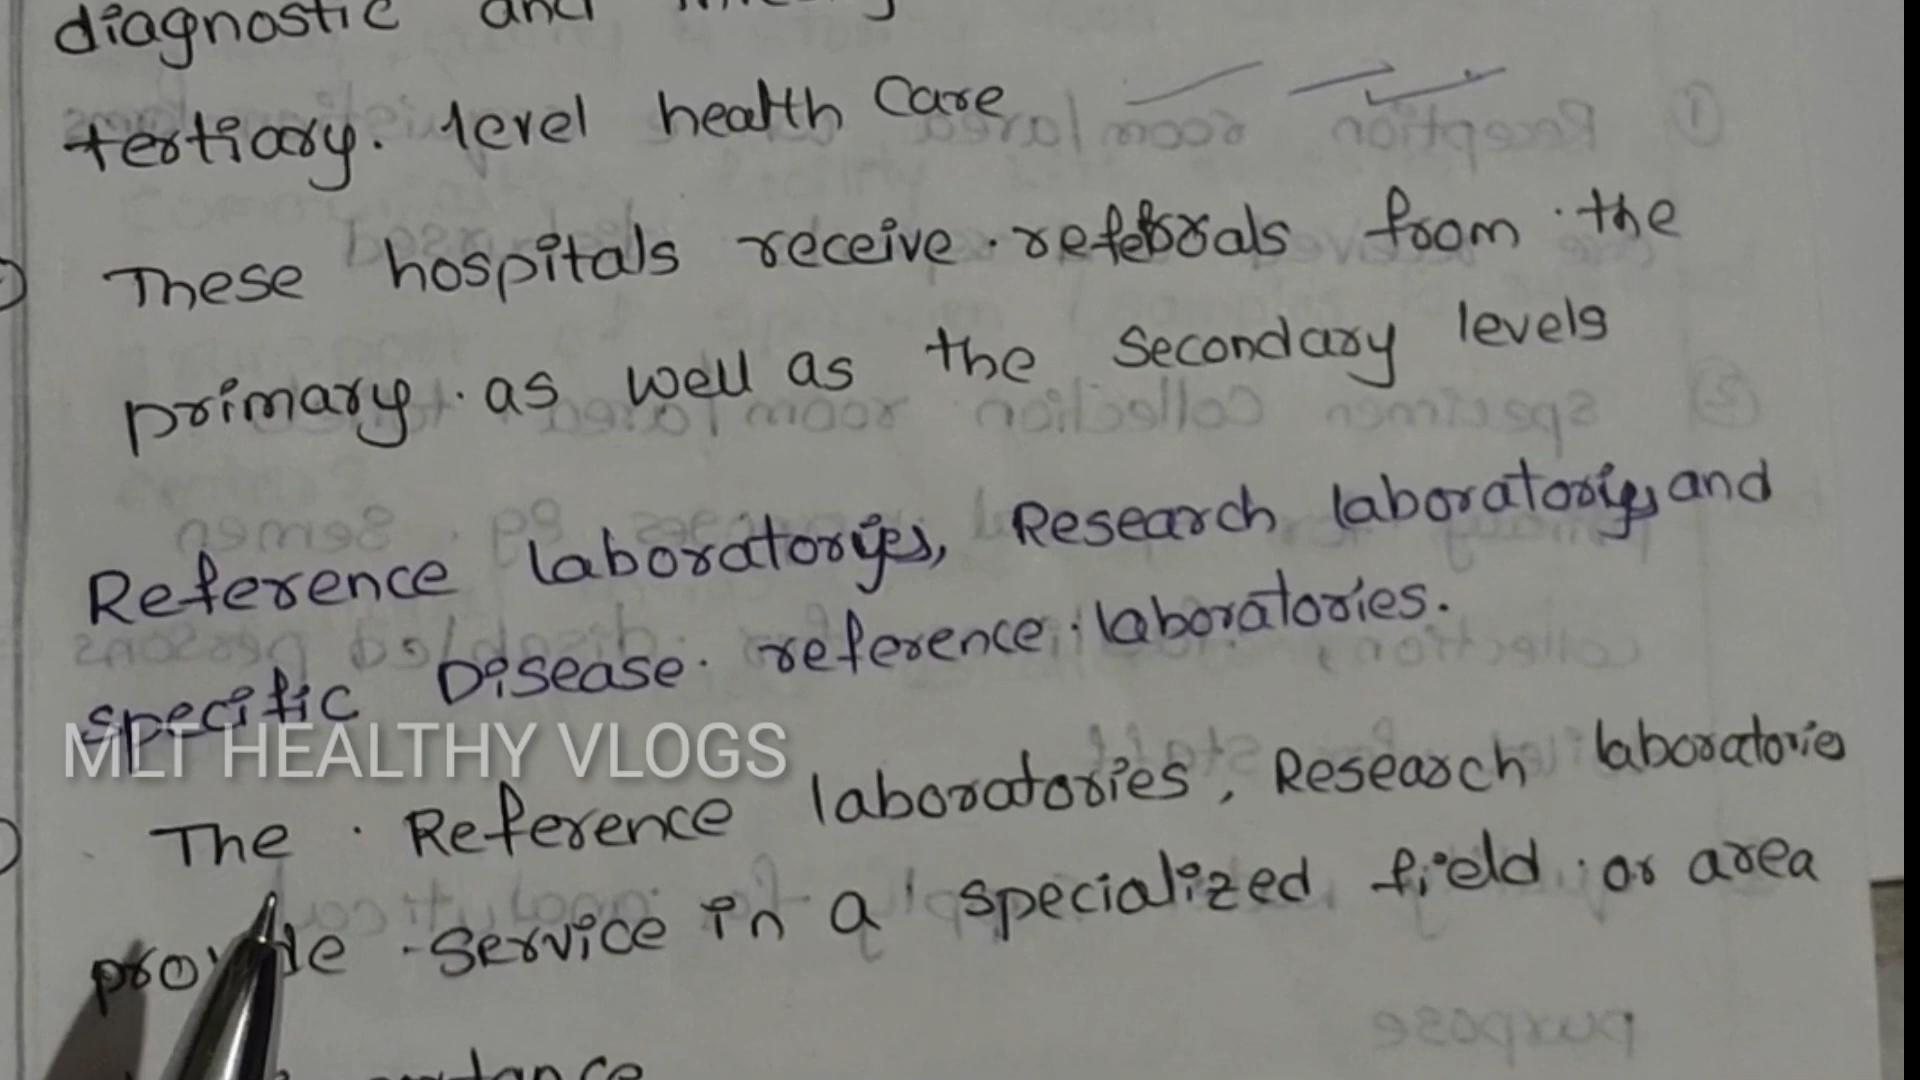 diagnostic and
tertiary. level health care
These hospitals receive referrals from the
primary as well as the secondary levels
Reference laboratories, Research laboratories, and
specific Disease reference laboratories.
MLT HEALTHY VLOGS
The Reference laboratories, Research laboratorie
provide service in a specialized field or area